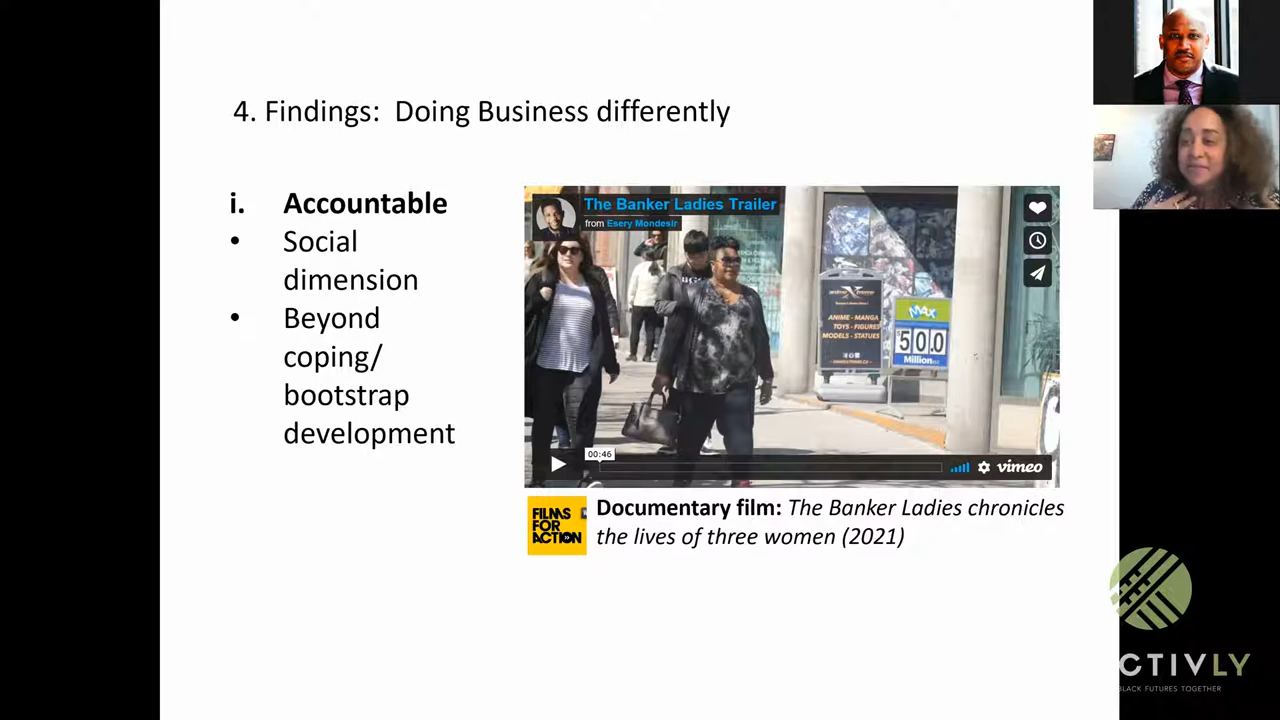 4. Findings: Doing Business differently
i. Accountable
• Social
dimension
• Beyond
coping/
bootstrap
development
The Banker Ladies Trailer
from Esery Mondesir
ANIME - MANGA
TOYS - FIGURES
MODELS - STATUES
MAX
50.0
Million
00:46
vimeo
FILMS
FOR
ACTION
Documentary film: The Banker Ladies chronicles
the lives of three women (2021)
CTIVLY
BLACK FUTURES TOGETHER